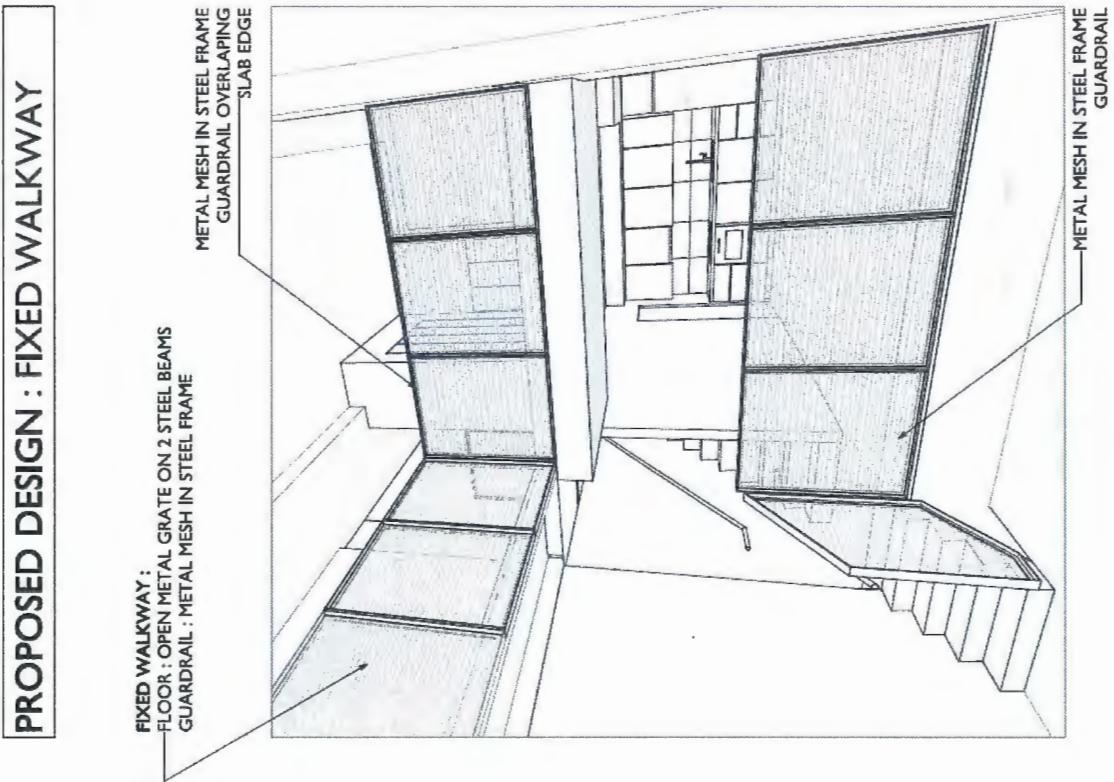 PROPOSED DESIGN : FIXED WALKWAY
FIXED WALKWAY :
FLOOR : OPEN METAL GRATE ON 2 STEEL BEAMS
GUARDRAIL : METAL MESH IN STEEL FRAME
METAL MESH IN STEEL FRAME
GUARDRAIL OVERLAPING
SLAB EDGE
METAL MESH IN STEEL FRAME
GUARDRAIL